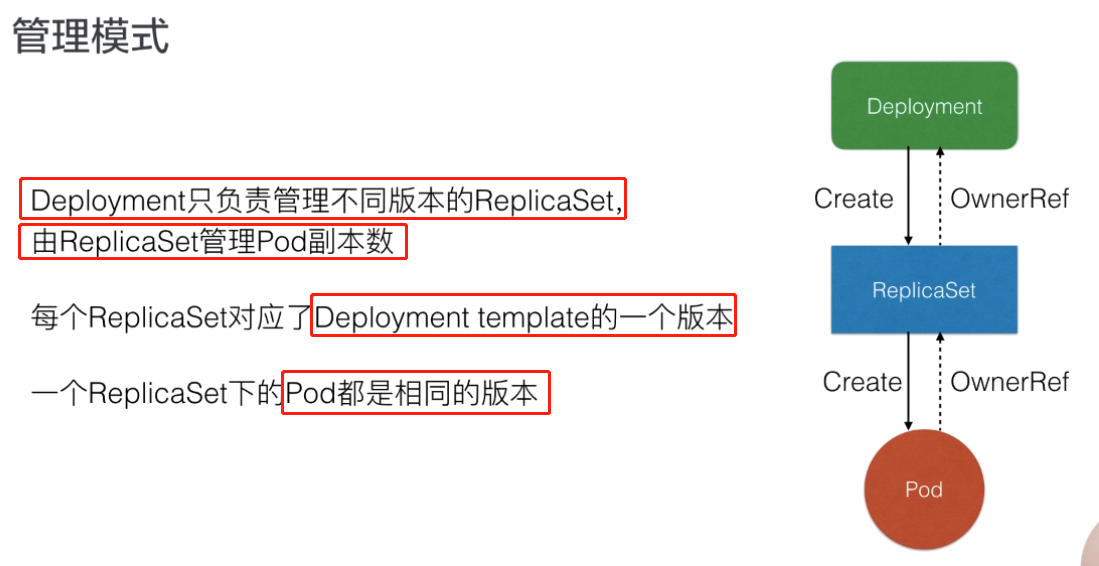 管理模式
Deployment
Create
OwnerRef
Deployment只负责管理不同版本的ReplicaSet,
由ReplicaSet管理Pod副本数
ReplicaSet
每个ReplicaSet对应了Deployment template的一个版本
Create
OwnerRef
一个ReplicaSet下的Pod都是相同的版本
Pod